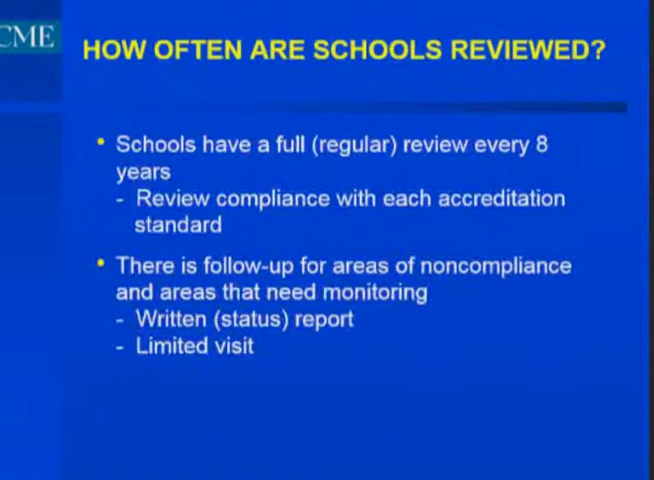 CME
HOW OFTEN ARE SCHOOLS REVIEWED?
• Schools have a full (regular) review every 8
years
- Review compliance with each accreditation
standard
• There is follow-up for areas of noncompliance
and areas that need monitoring
- Written (status) report
- Limited visit